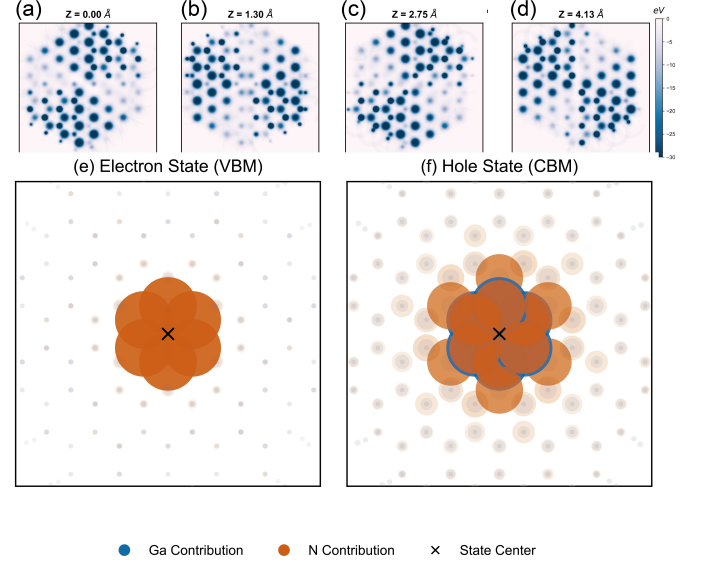 (a) (b) (c) (d)
Z = 0.00 Å Z = 1.30 Å Z = 2.75 Å Z = 4.13 Å
eV
0
−5
−10
−15
−20
−25
−30
(e) Electron State (VBM) (f) Hole State (CBM)
Ga Contribution N Contribution State Center